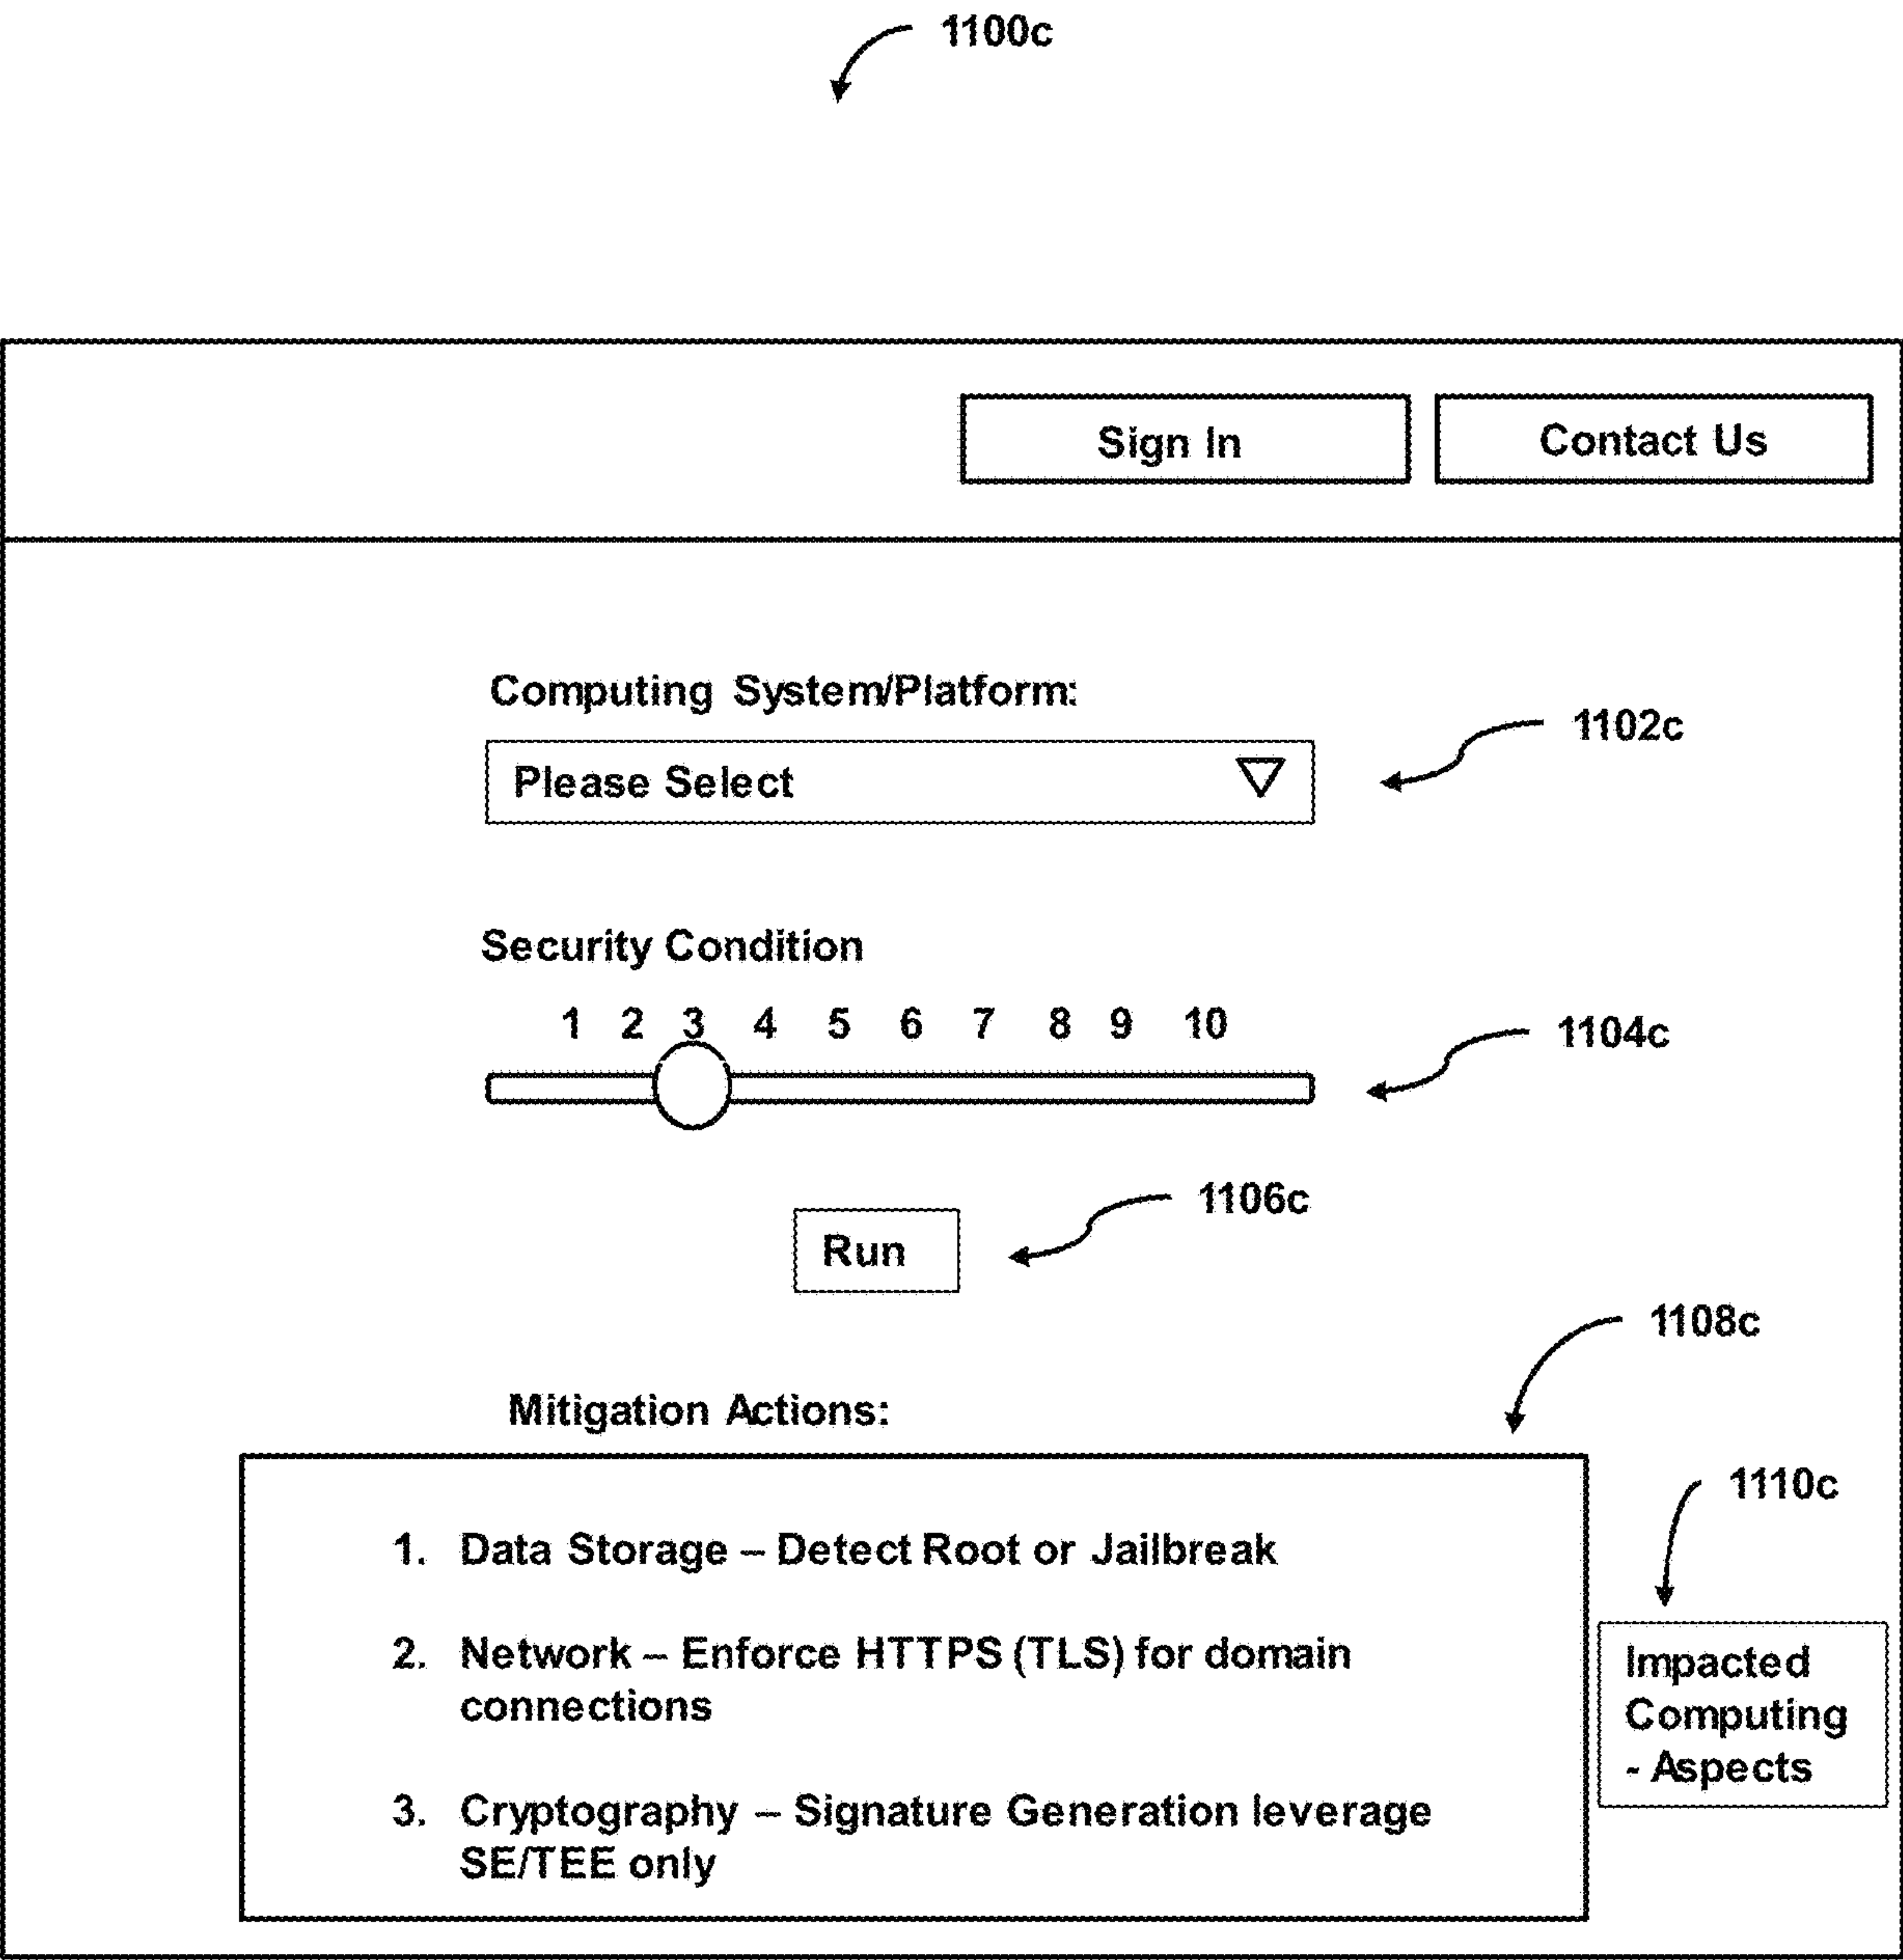 1100c
Sign In
Contact Us
Computing System/Platform:
1102c
Please Select
Security Condition
1 2 3 4 5 6 7 8 9 10
1104c
1106c
Run
1108c
Mitigation Actions:
1110c
1. Data Storage – Detect Root or Jailbreak
2. Network – Enforce HTTPS (TLS) for domain
connections
3. Cryptography – Signature Generation leverage
SE/TEE only
Impacted
Computing
- Aspects